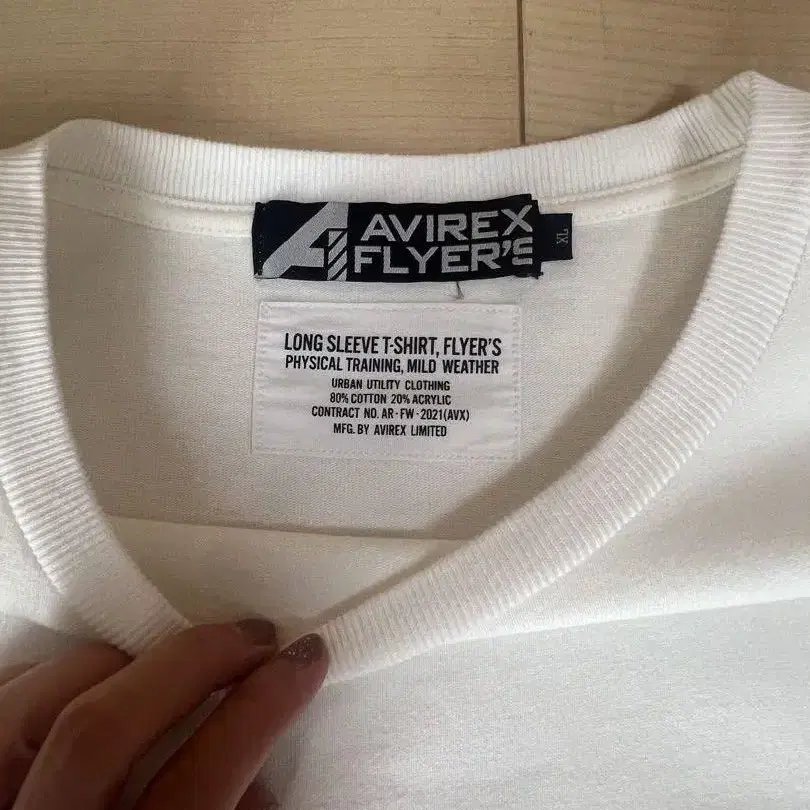 AVIREX
FLYER'S
XL
LONG SLEEVE T-SHIRT, FLYER'S
PHYSICAL TRAINING, MILD WEATHER
URBAN UTILITY CLOTHING
80% COTTON 20% ACRYLIC
CONTRACT NO. AR-FW-2021(AVX)
MFG. BY AVIREX LIMITED